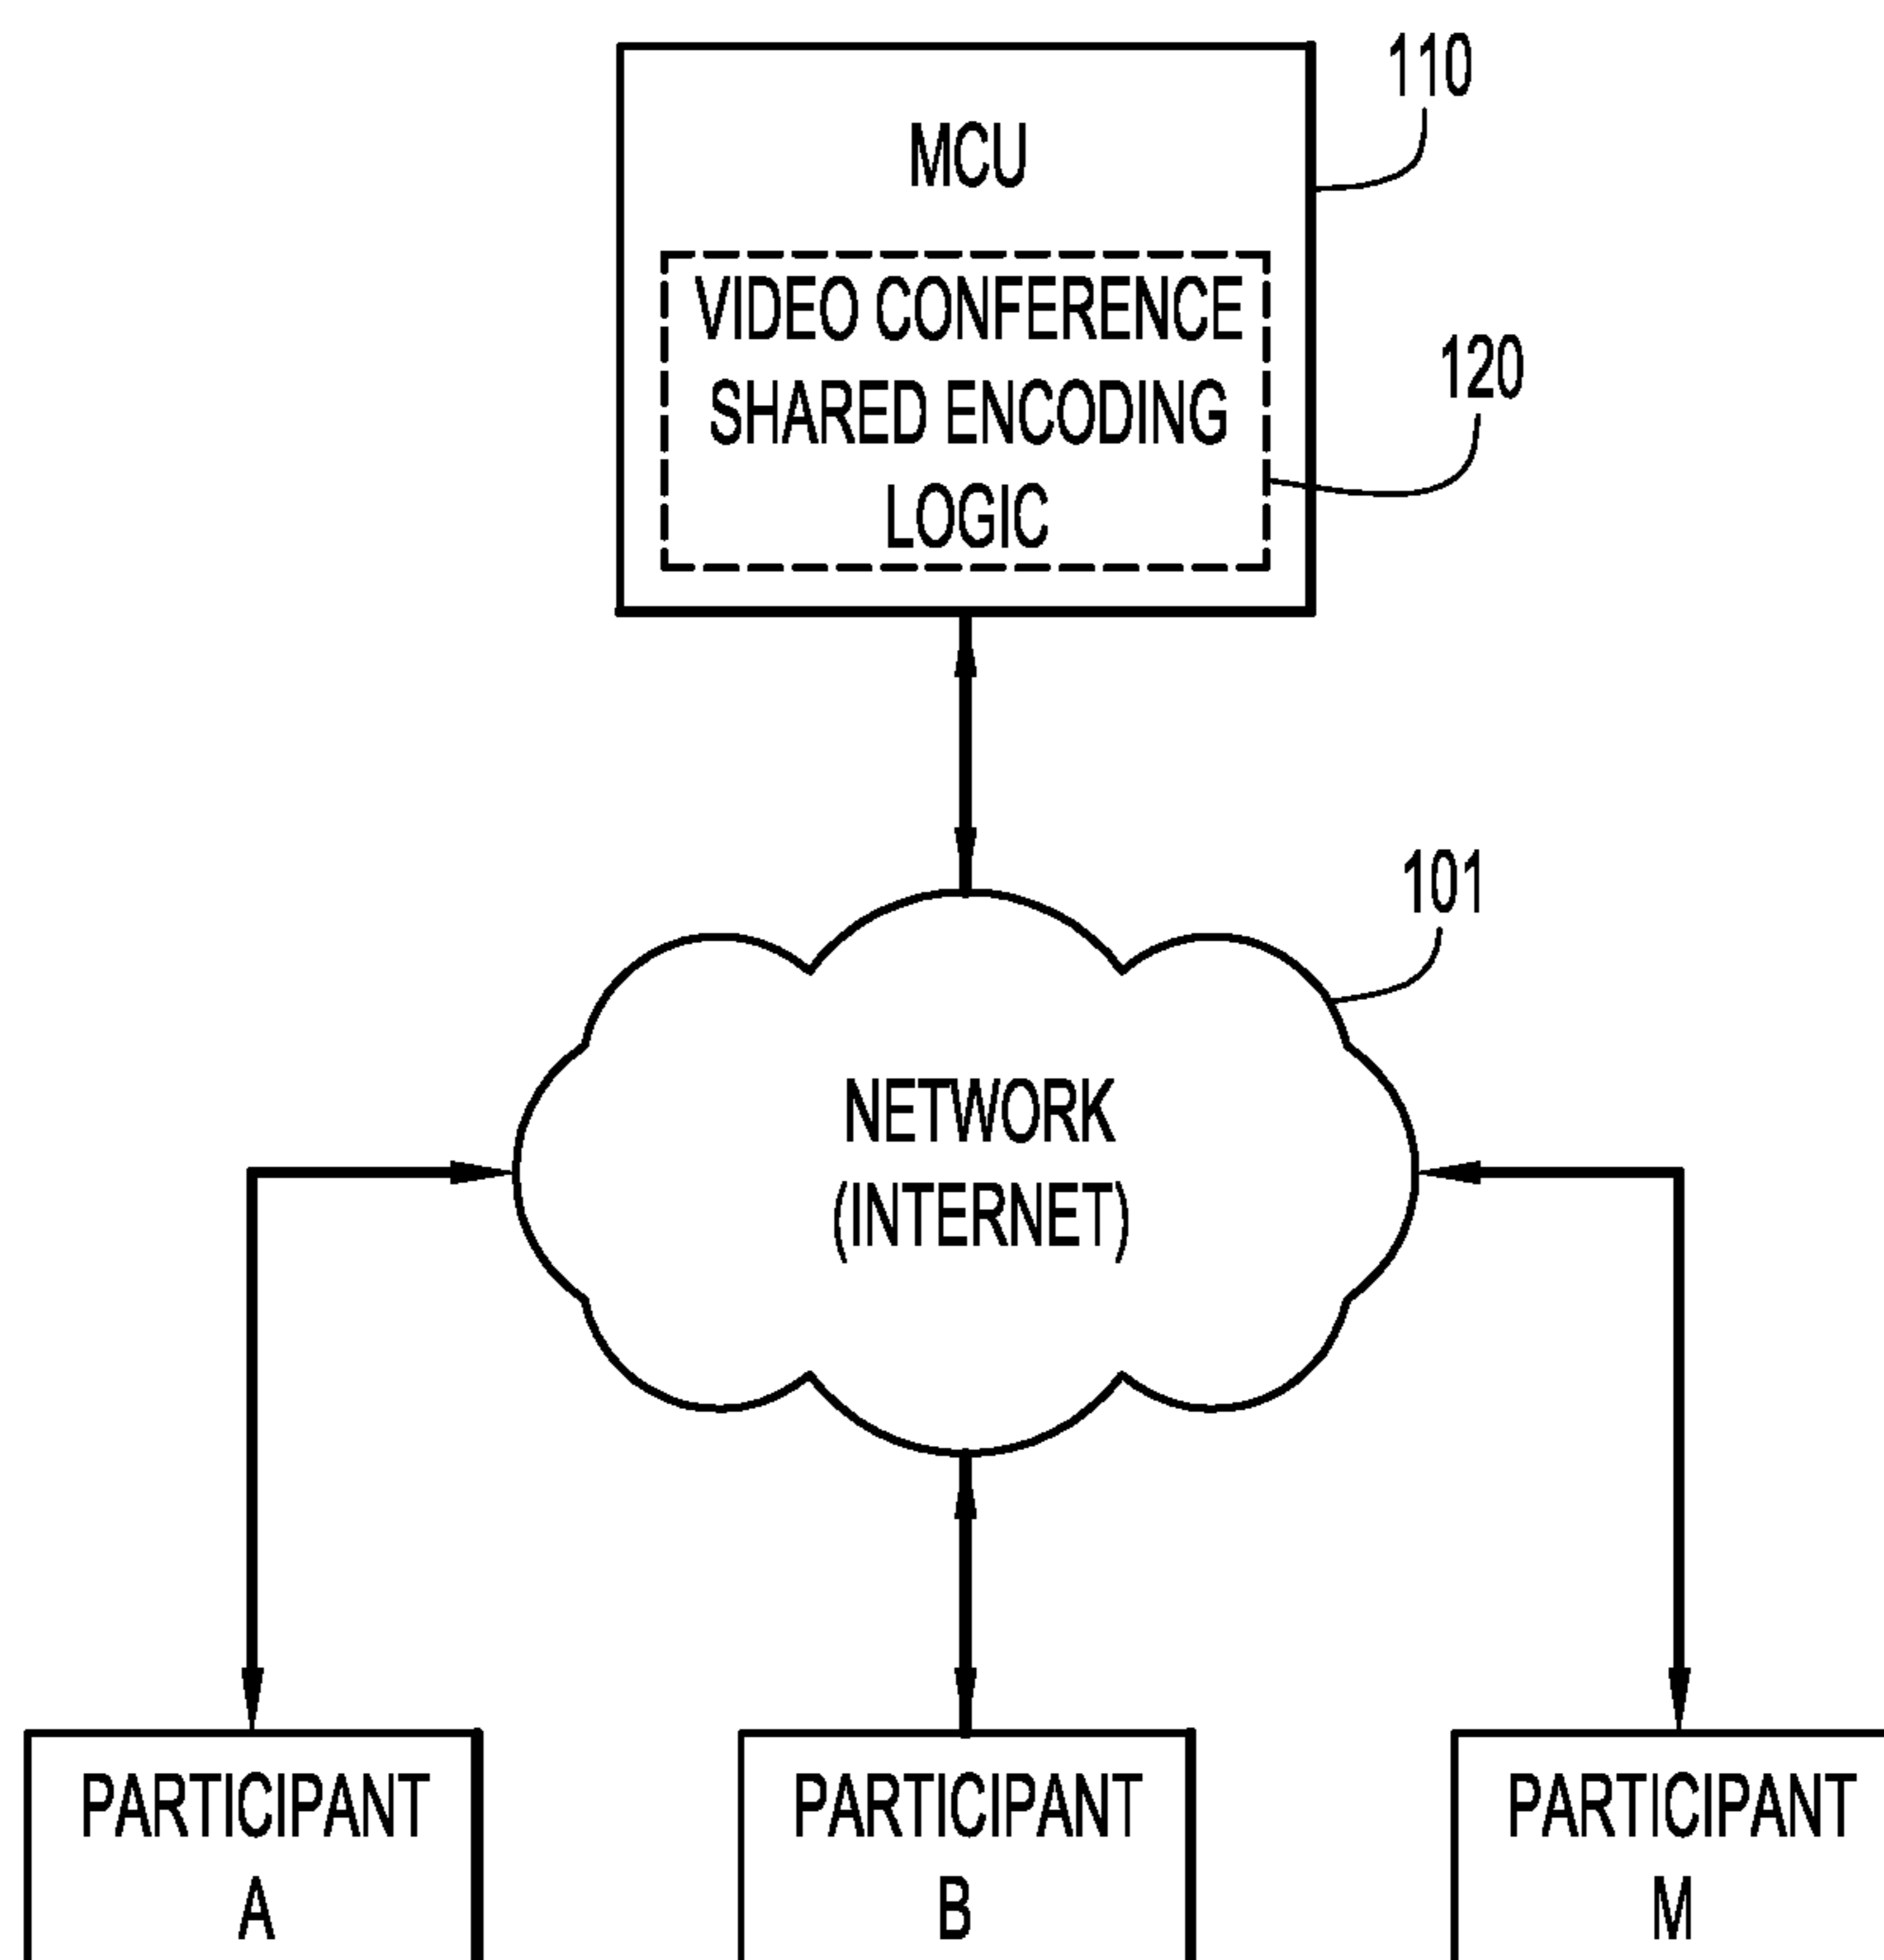 110
MCU
VIDEO CONFERENCE
SHARED ENCODING
LOGIC
120
101
NETWORK
(INTERNET)
PARTICIPANT
A
PARTICIPANT
B
PARTICIPANT
M